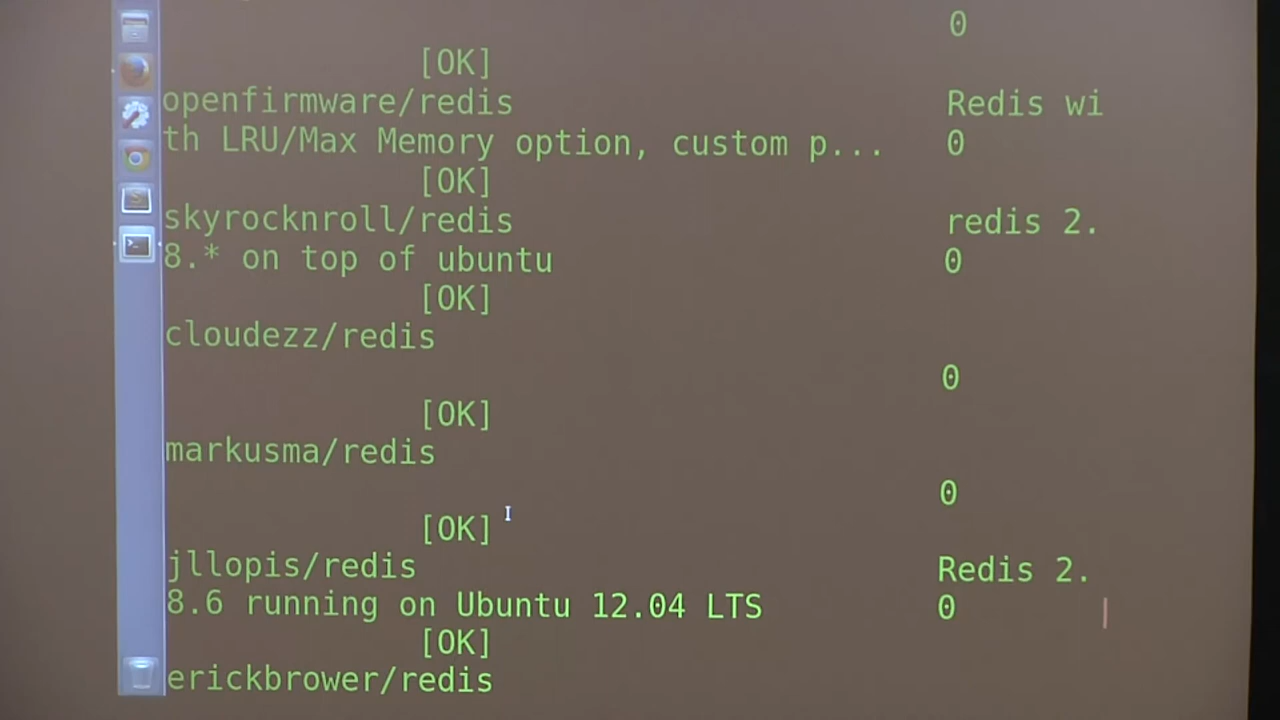 0
[OK]
openfirmware/redis Redis wi
th LRU/Max Memory option, custom p... 0
[OK]
skyrocknroll/redis redis 2.
8.* on top of ubuntu 0
[OK]
cloudezz/redis
0
[OK]
markusma/redis
0
[OK]
jllopis/redis Redis 2.
8.6 running on Ubuntu 12.04 LTS 0
[OK]
erickbrower/redis